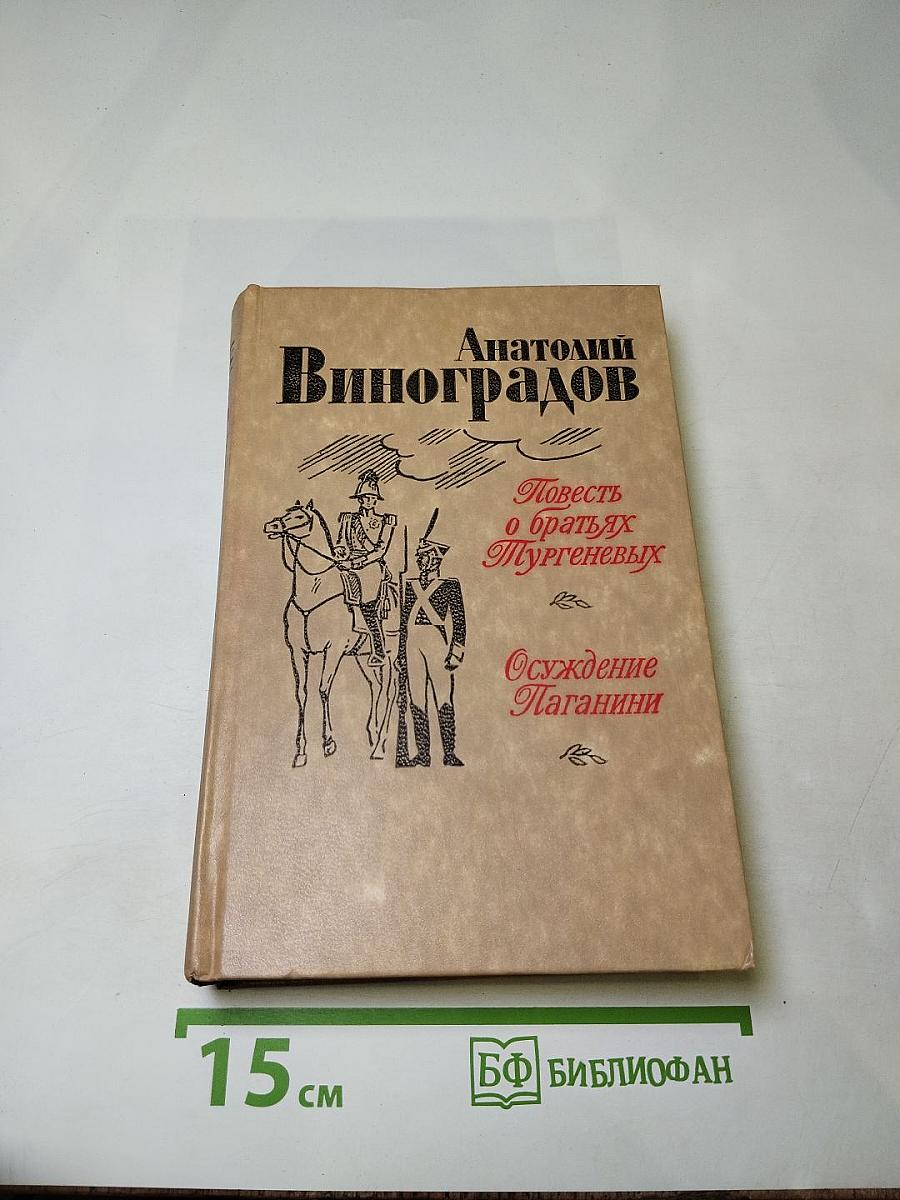 Анатолий
Виноградов
Повесть
о братьях
Тургеневых
Осуждение
Паганини
15 см
БФ БИБЛИОФАН